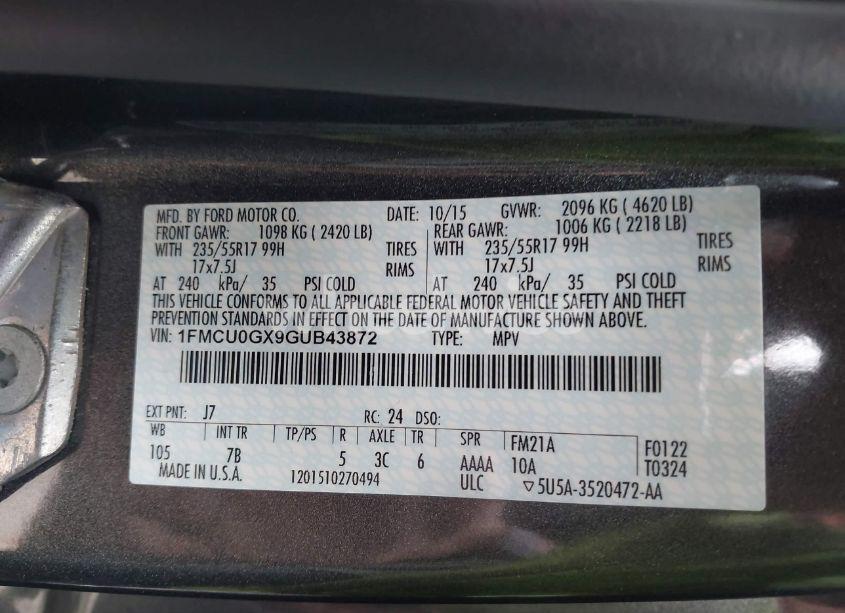 MFD. BY FORD MOTOR CO. DATE: 10/15 GVWR: 2096 KG ( 4620 LB)
FRONT GAWR: 1098 KG ( 2420 LB) REAR GAWR: 1006 KG ( 2218 LB)
WITH 235/55R17 99H TIRES WITH 235/55R17 99H TIRES
17x7.5J RIMS 17x7.5J RIMS
AT 240 kPa/ 35 PSI COLD AT 240 kPa/ 35 PSI COLD
THIS VEHICLE CONFORMS TO ALL APPLICABLE FEDERAL MOTOR VEHICLE SAFETY AND THEFT
PREVENTION STANDARDS IN EFFECT ON THE DATE OF MANUFACTURE SHOWN ABOVE.
VIN: 1FMCU0GX9GUB43872 TYPE: MPV
EXT PNT: J7 RC: 24 DSO:
WB INT TR TP/PS R AXLE TR SPR FM21A F0122
105 7B 5 3C 6 AAAA 10A T0324
MADE IN U.S.A. 1201510270494 ULC ▽5U5A-3520472-AA